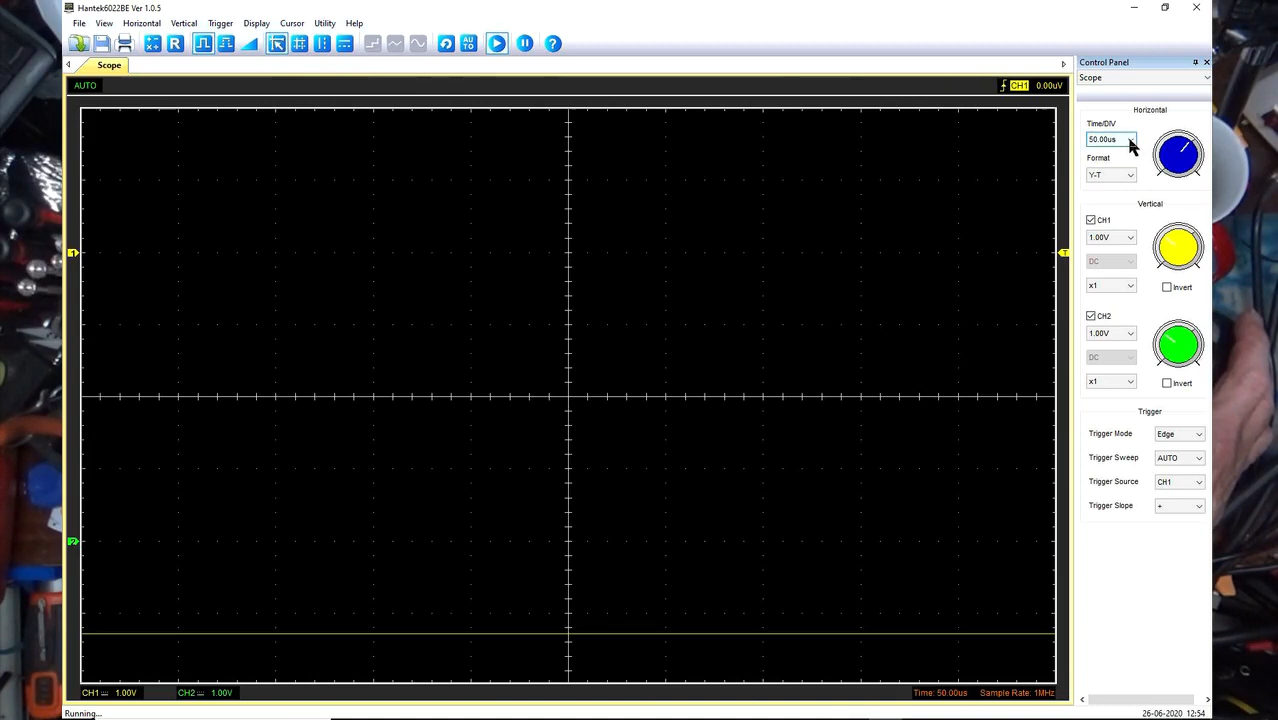 Hantek6022BE Ver 1.0.5
File View Horizontal Vertical Trigger Display Cursor Utility Help
R AUTO ?
Scope
Control Panel
Scope
AUTO
CH1 0.00uV
Horizontal
Time/DIV
50.00us
Format
Y-T
Vertical
CH1
1.00V
DC
x1
Invert
CH2
1.00V
DC
x1
Invert
Trigger
Trigger Mode Edge
Trigger Sweep AUTO
Trigger Source CH1
Trigger Slope +
1
T
2
CH1 1.00V CH2 1.00V Time: 50.00us Sample Rate: 1MHz
Running...
26-06-2020 12:54